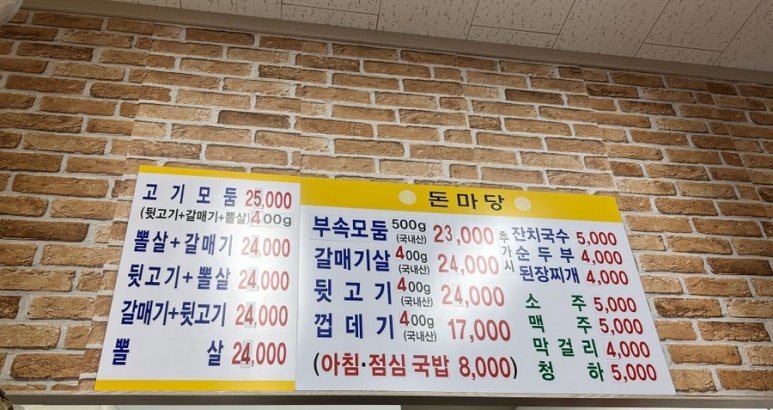 고기모둠 25,000
(뒷고기+갈매기+뽈살) 400g
뽈살+갈매기 24,000
뒷고기+뽈살 24,000
갈매기+뒷고기 24,000
뽈살 24,000
돈마당
부속모둠 500g (국내산) 23,000
갈매기살 400g (국내산) 24,000
뒷고기 400g (국내산) 24,000
껍데기 400g (국내산) 17,000
(아침·점심 국밥 8,000)
추가시
잔치국수 5,000
순두부 4,000
된장찌개 4,000
소주 5,000
맥주 5,000
막걸리 4,000
청하 5,000